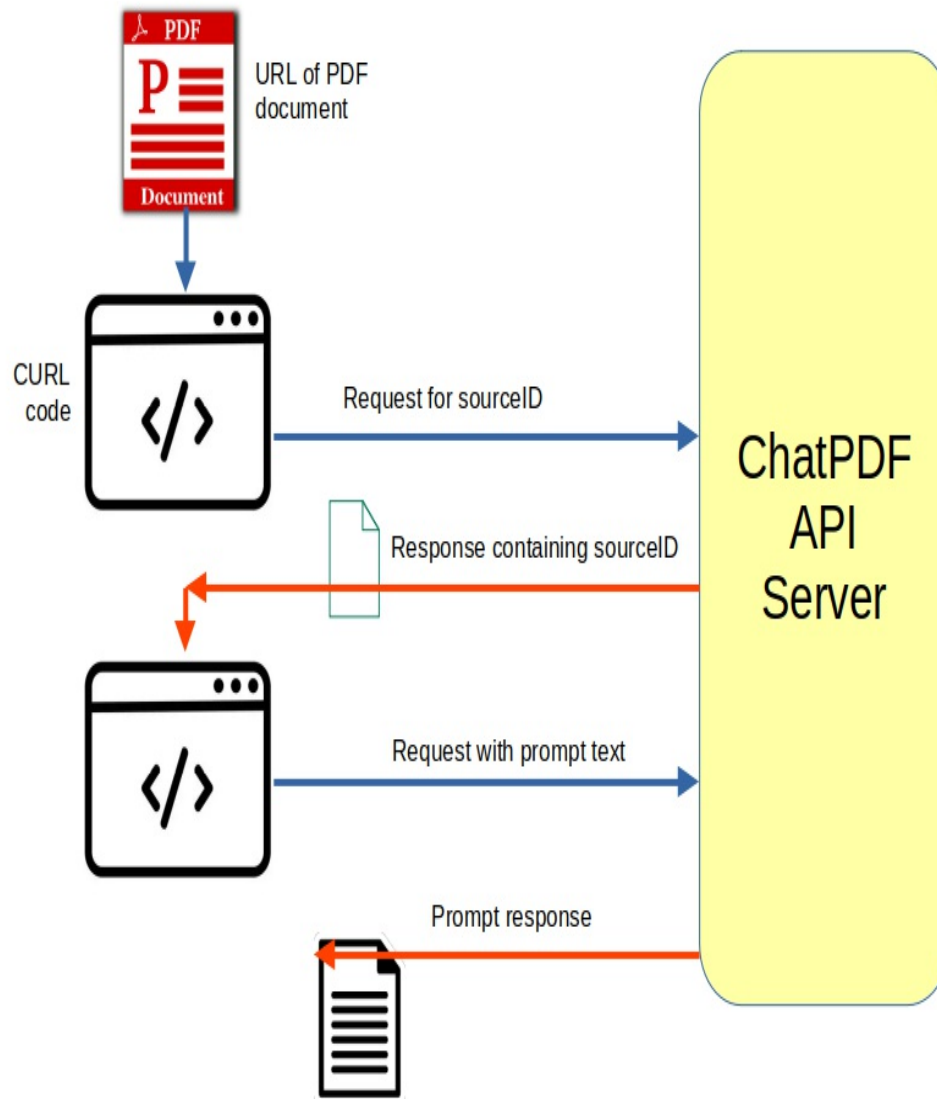 PDF
P
Document
URL of PDF
document
CURL
code
</>
Request for sourceID
Response containing sourceID
ChatPDF
API
Server
</>
Request with prompt text
Prompt response